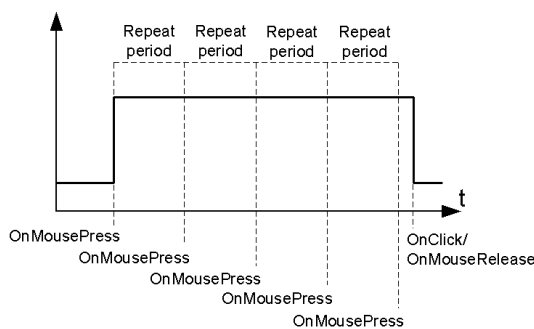 Repeat Repeat Repeat Repeat
period period period period
t
OnMousePress
OnMousePress
OnMousePress
OnMousePress
OnMousePress
OnClick/
OnMouseRelease